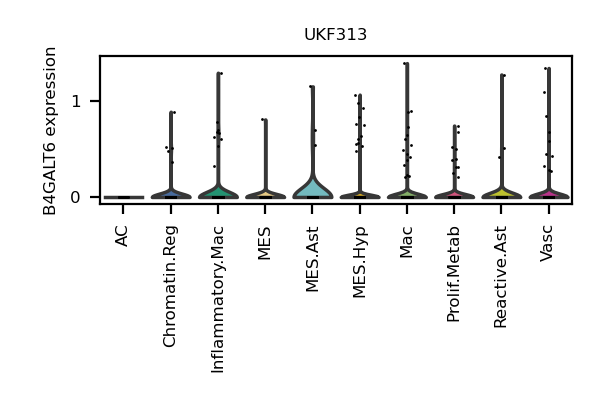 UKF313
B4GALT6 expression
1
0
AC
Chromatin.Reg
Inflammatory.Mac
MES
MES.Ast
MES.Hyp
Mac
Prolif.Metab
Reactive.Ast
Vasc